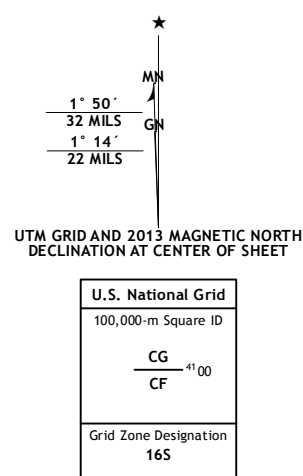 MN
1° 50´
32 MILS
GN
1° 14´
22 MILS
UTM GRID AND 2013 MAGNETIC NORTH
DECLINATION AT CENTER OF SHEET
U.S. National Grid
100,000-m Square ID
CG
4100
CF
Grid Zone Designation
16S